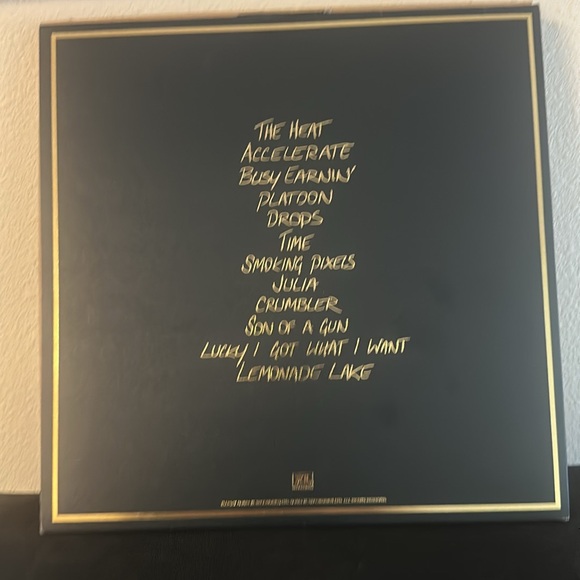 THE HEAT
ACCELERATE
BUSY EARNIN'
PLATOON
DROPS
TIME
SMOKING PIXELS
JULIA
CRUMBLER
SON OF A GUN
LUCKY I GOT WHAT I WANT
LEMONADE LAKE